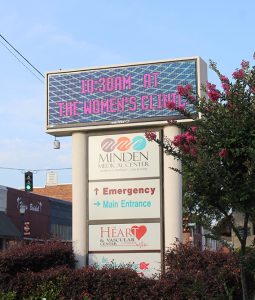 10:30AM AT
THE WOMEN'S CLINIC
MINDEN
MEDICAL CENTER
↑ Emergency
→ Main Entrance
HEART
& VASCULAR
CENTER